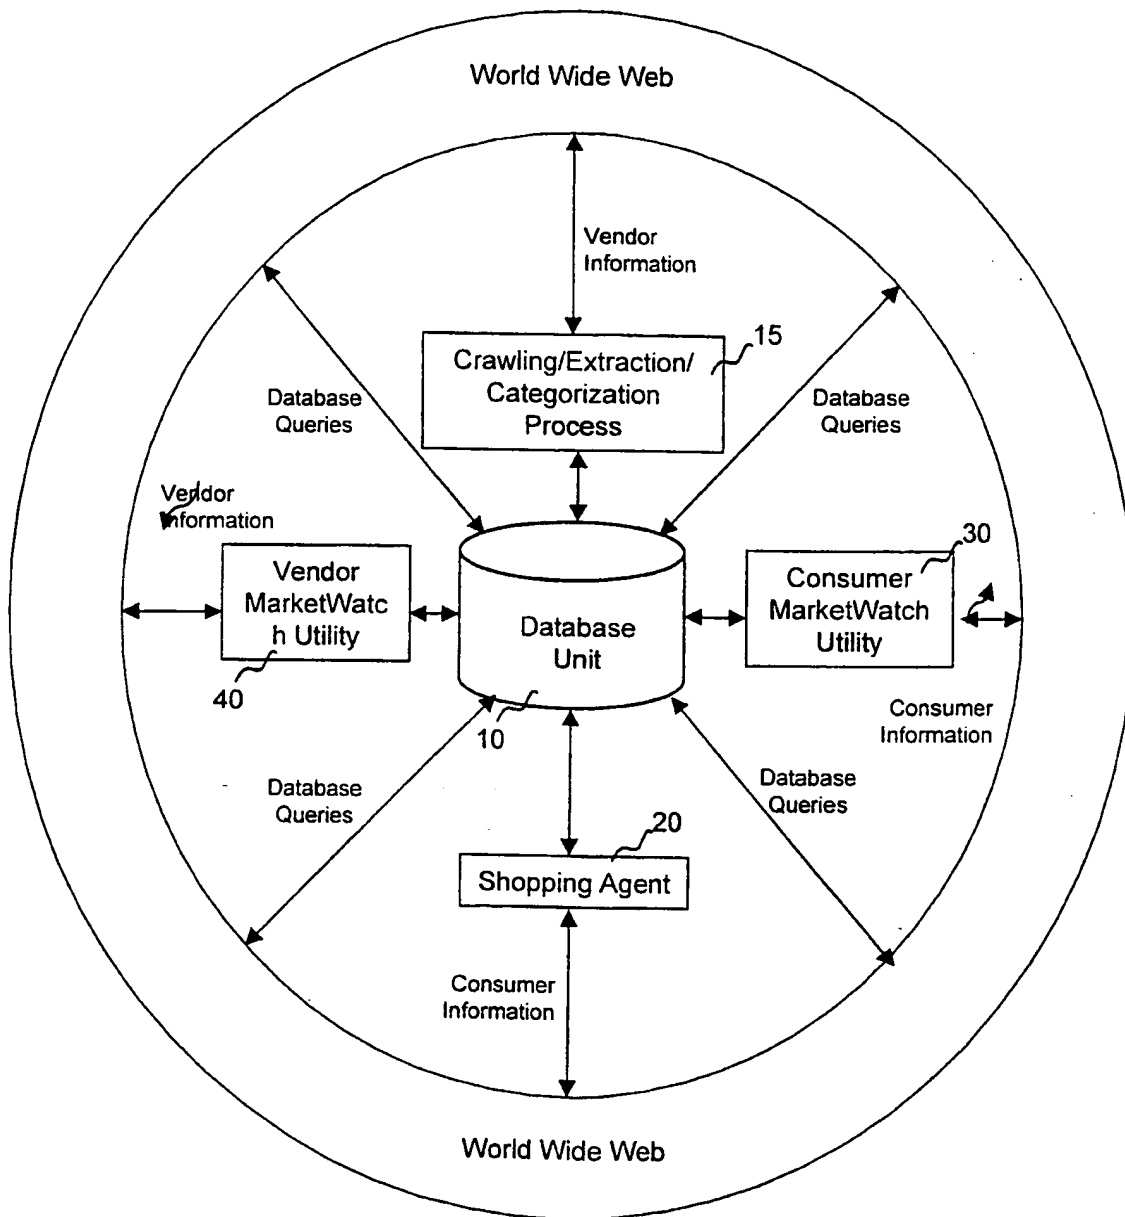 World Wide Web
Vendor
Information
15
Crawling/Extraction/
Categorization
Process
Database
Queries
Database
Queries
Vendor
Information
30
Vendor
MarketWatc
h Utility
40
Database
Unit
10
Consumer
MarketWatch
Utility
Consumer
Information
Database
Queries
Database
Queries
20
Shopping Agent
Consumer
Information
World Wide Web